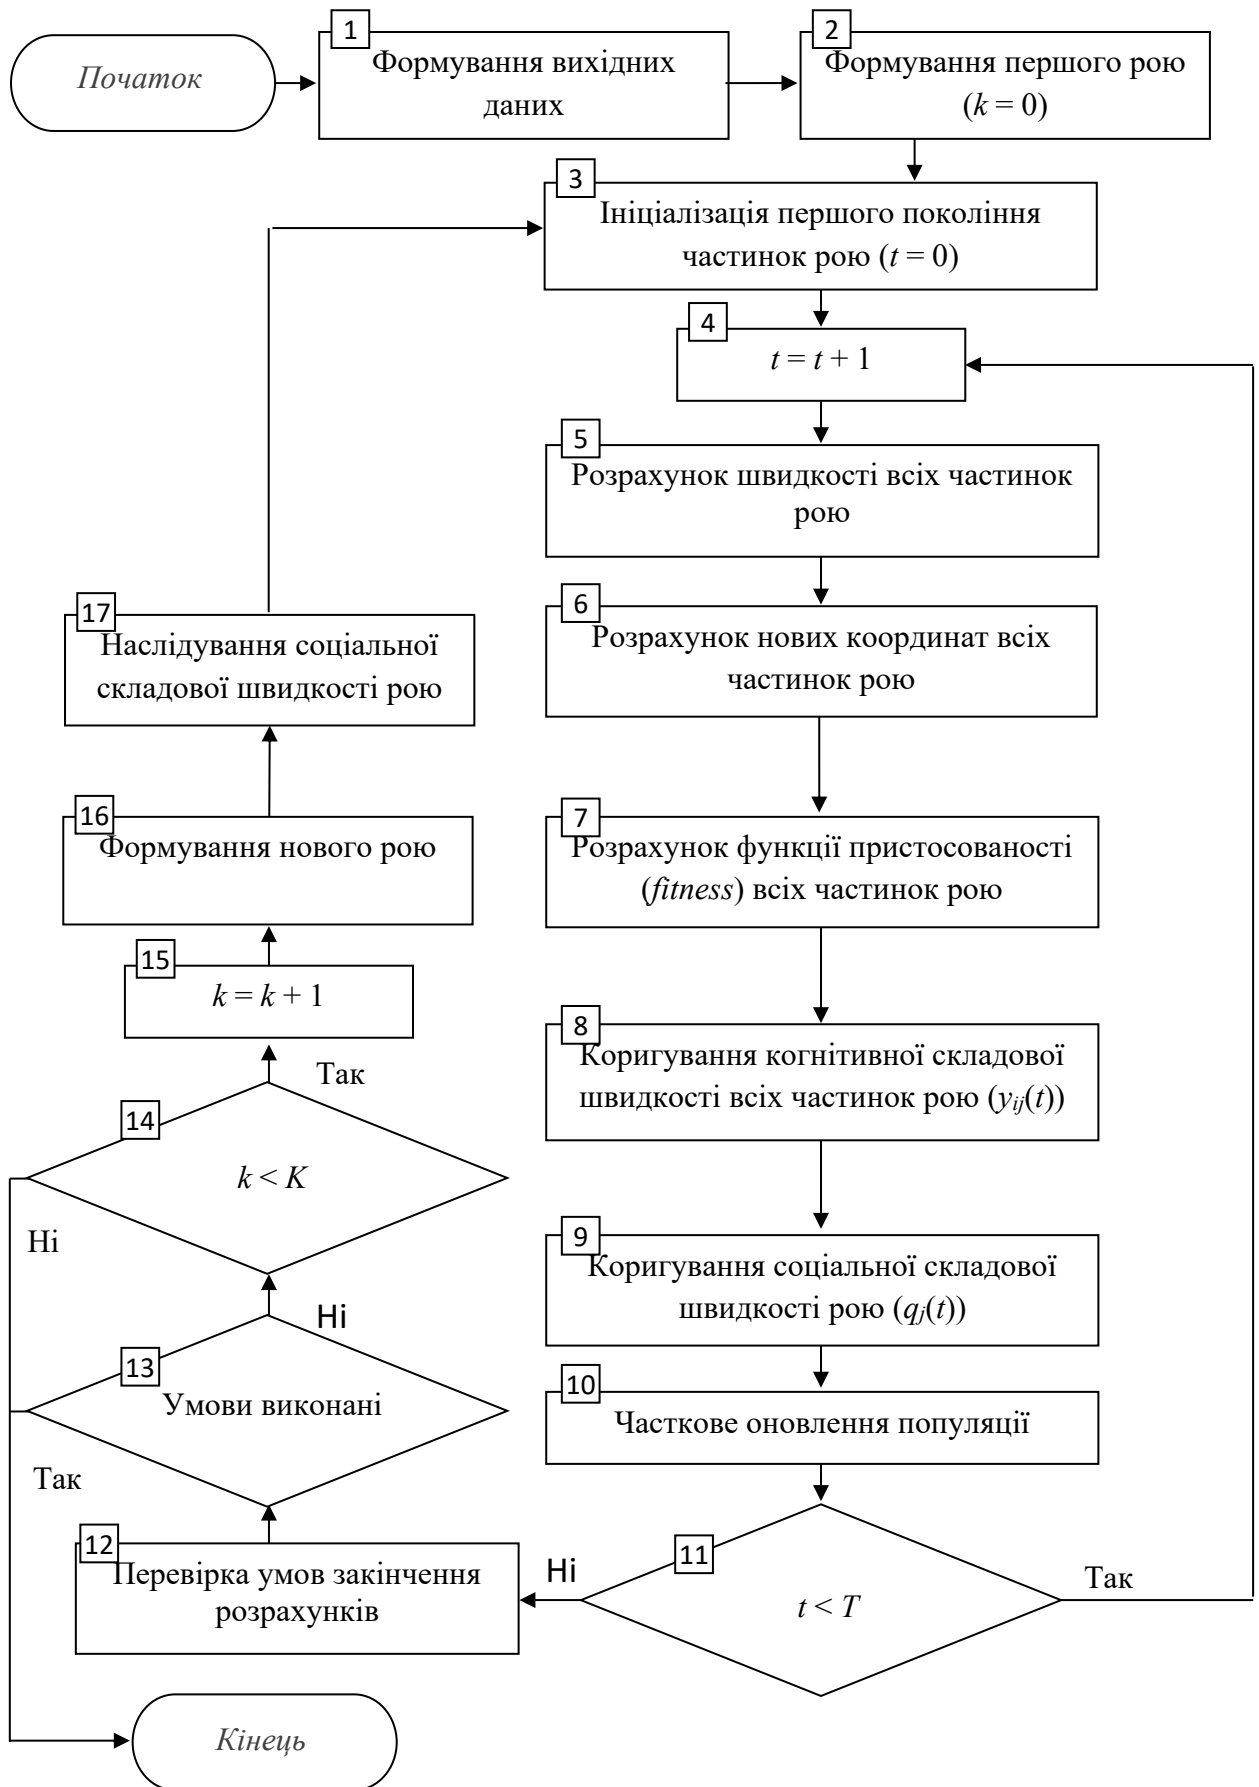 Початок
1
Формування вихідних
даних
2
Формування першого рою
(k = 0)
3
Ініціалізація першого покоління
частинок рою (t = 0)
4
t = t + 1
5
Розрахунок швидкості всіх частинок
рою
6
Розрахунок нових координат всіх
частинок рою
7
Розрахунок функції пристосованості
(fitness) всіх частинок рою
8
Коригування когнітивної складової
швидкості всіх частинок рою (yij(t))
9
Коригування соціальної складової
швидкості рою (qj(t))
10
Часткове оновлення популяції
11
t < T
Так
Ні
12
Перевірка умов закінчення
розрахунків
13
Умови виконані
Так
Ні
14
k < K
Ні
Так
15
k = k + 1
16
Формування нового рою
17
Наслідування соціальної
складової швидкості рою
Кінець